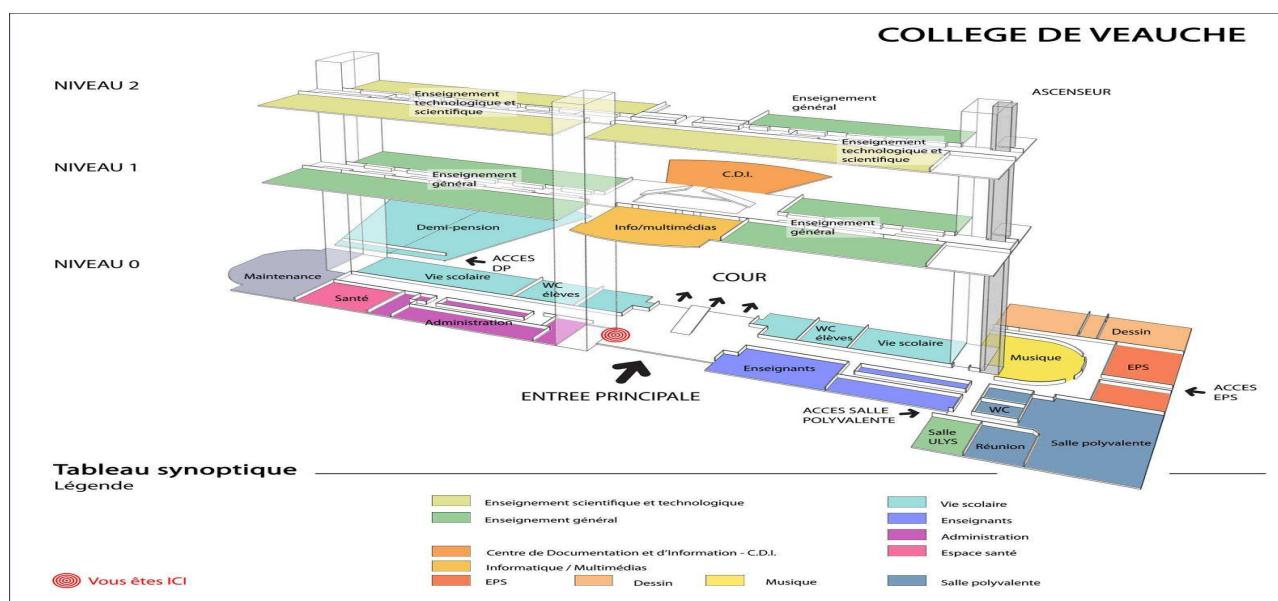 COLLEGE DE VEAUCHE
NIVEAU 2
Enseignement
technologique et
scientifique
Enseignement
général
ASCENSEUR
Enseignement
technologique et
scientifique
NIVEAU 1
Enseignement
général
C.D.I.
Demi-pension
Info/multimédias
Enseignement
général
NIVEAU 0
ACCES
DP
Maintenance
Vie scolaire
WC
élèves
COUR
Santé
Administration
WC
élèves
Vie scolaire
Dessin
Musique
EPS
Enseignants
ENTREE PRINCIPALE
ACCES
EPS
ACCES SALLE
POLYVALENTE
WC
Salle
ULYS
Réunion
Salle polyvalente
Tableau synoptique
Légende
Enseignement scientifique et technologique
Enseignement général
Centre de Documentation et d'Information - C.D.I.
Informatique / Multimédias
EPS
Dessin
Musique
Vie scolaire
Enseignants
Administration
Espace santé
Salle polyvalente
Vous êtes ICI